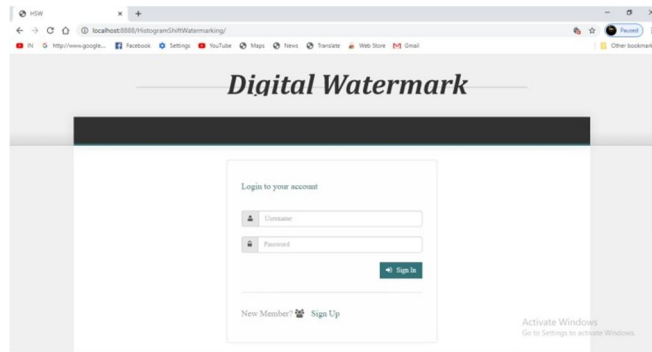 HSW
localhost:8888/HistogramShiftWatermarking/
Paused
IN http://www.google... Facebook Settings YouTube Maps News Translate Web Store Gmail Other bookmark
Digital Watermark
Login to your account
Username
Password
Sign In
New Member? Sign Up
Activate Windows
Go to Settings to activate Windows.